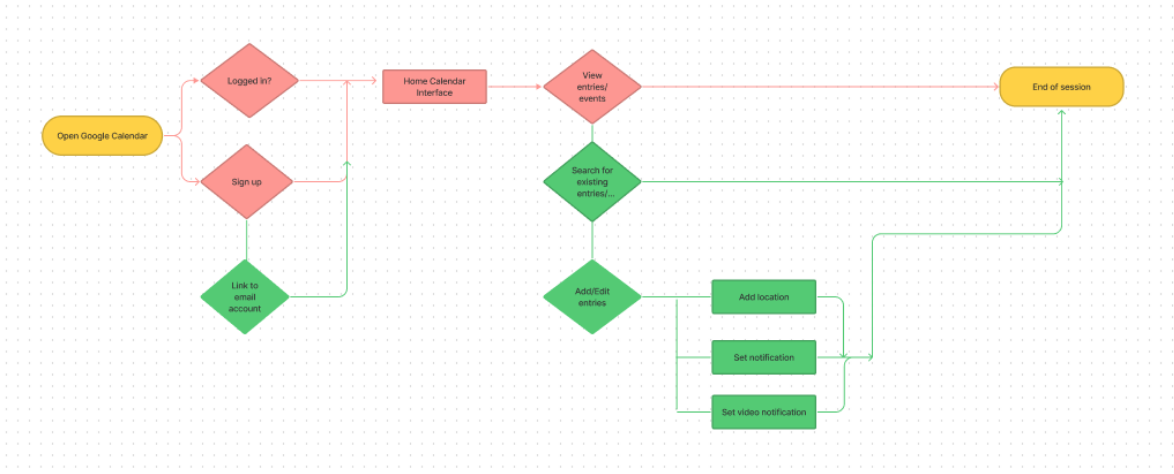 Open Google Calendar
Logged in?
Sign up
Link to
email
account
Home Calendar
Interface
View
entries/
events
Search for
existing
entries/...
Add/Edit
entries
Add location
Set notification
Set video notification
End of session